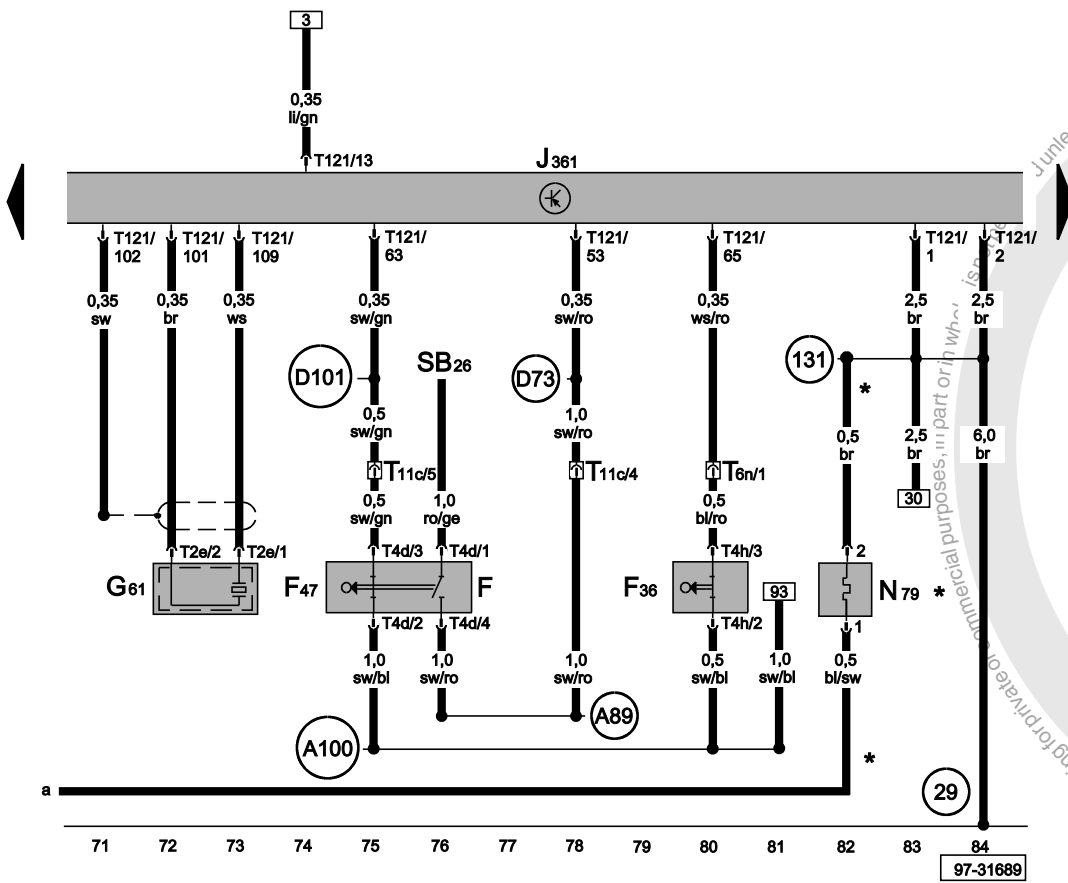 3
0,35
li/gn
T121/13
J361
T121/
102
T121/
101
T121/
109
T121/
63
T121/
53
T121/
65
T121/
1
T121/
2
0,35
sw
0,35
br
0,35
ws
0,35
sw/gn
0,35
sw/ro
0,35
ws/ro
2,5
br
2,5
br
D101
SB26
D73
131
*
0,5
sw/gn
1,0
sw/ro
0,5
br
2,5
br
6,0
br
T11c/5
T11c/4
T6n/1
0,5
sw/gn
1,0
ro/ge
0,5
bl/ro
30
T2e/2
T2e/1
T4d/3
T4d/1
T4h/3
2
G61
F47
F
F36
93
N79 *
T4d/2
T4d/4
T4h/2
1
1,0
sw/bl
1,0
sw/ro
1,0
sw/ro
0,5
sw/bl
1,0
sw/bl
0,5
bl/sw
A89
A100
*
a
29
71 72 73 74 75 76 77 78 79 80 81 82 83 84
97-31689